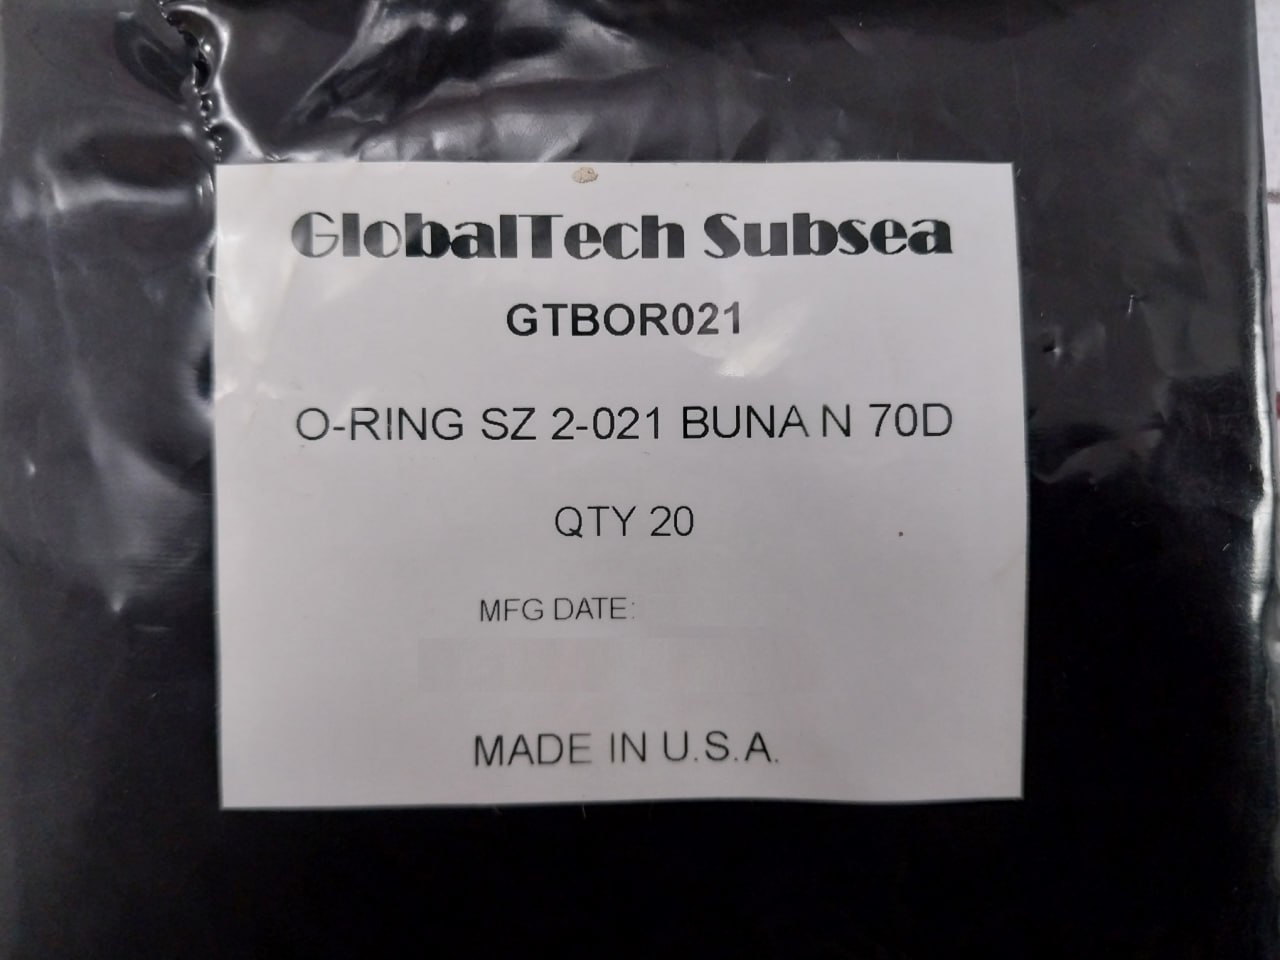 GlobalTech Subsea
GTBOR021
O-RING SZ 2-021 BUNA N 70D
QTY 20
MFG DATE:
MADE IN U.S.A.